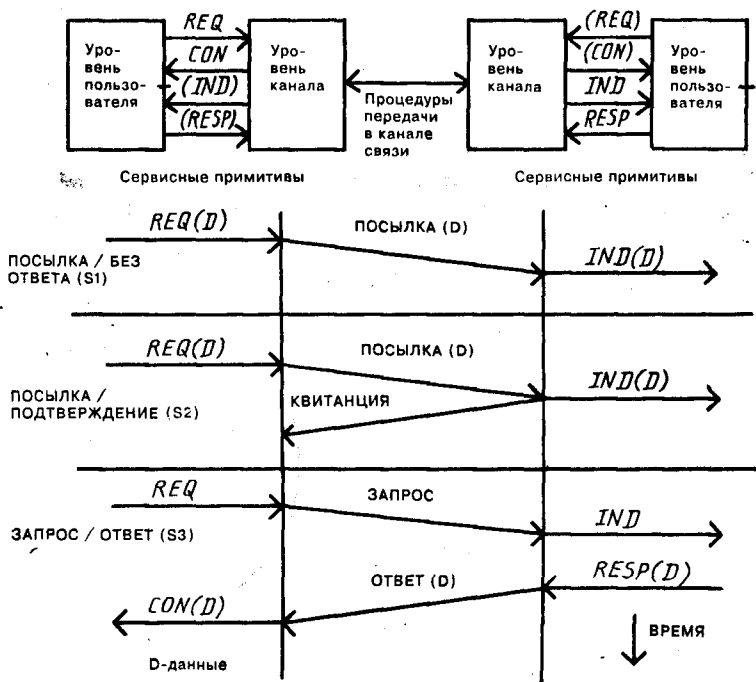 REQ
CON
(IND)
(RESP)
Уро-
вень
пользо-
вателя
Уро-
вень
канала
Процедуры
передачи
в канале
связи
Уро-
вень
канала
(REQ)
(CON)
IND
RESP
Уро-
вень
пользо-
вателя
Сервисные примитивы
Сервисные примитивы
ПОСЫЛКА / БЕЗ
ОТВЕТА (S1)
REQ(D)
ПОСЫЛКА (D)
IND(D)
ПОСЫЛКА /
ПОДТВЕРЖДЕНИЕ (S2)
REQ(D)
ПОСЫЛКА (D)
КВИТАНЦИЯ
IND(D)
ЗАПРОС / ОТВЕТ (S3)
REQ
ЗАПРОС
IND
CON(D)
ОТВЕТ (D)
RESP(D)
D-данные
ВРЕМЯ